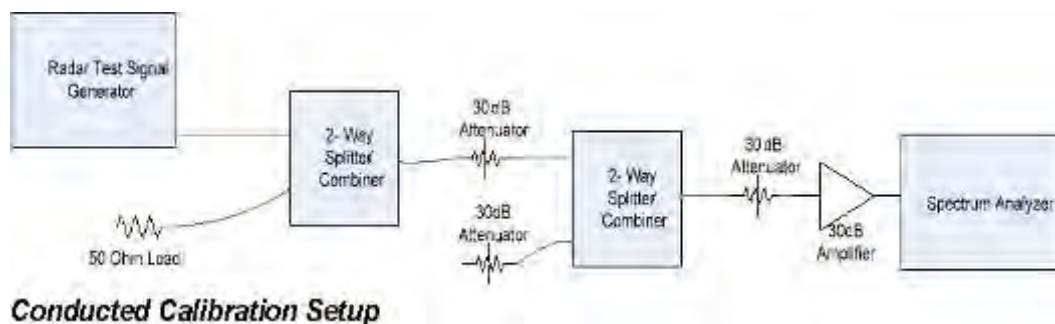 Radar Test Signal
Generator
2- Way
Splitter/
Combiner
50 Ohm Load
30dB
Attenuator
30dB
Attenuator
2- Way
Splitter/
Combiner
30dB
Attenuator
30dB
Amplifier
Spectrum Analyzer
Conducted Calibration Setup